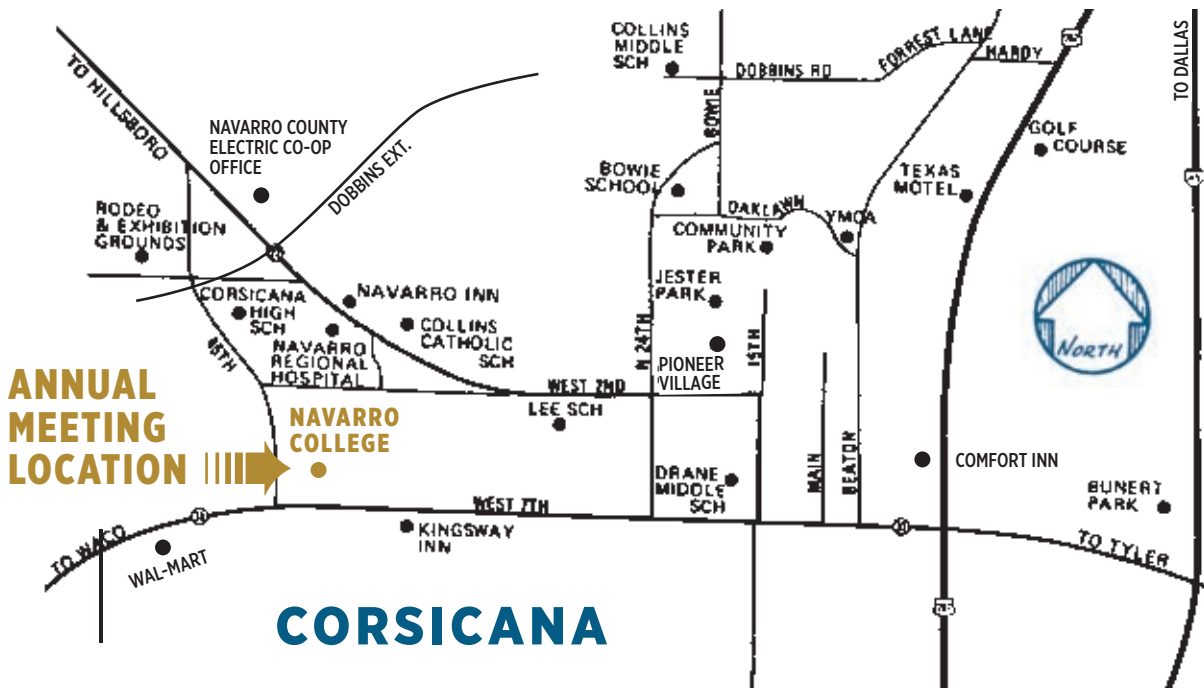 COLLINS
MIDDLE
SCH
FORREST LANE
HARDY
TO DALLAS
DOBBINS RD
TO HILLSBORO
NAVARRO COUNTY
ELECTRIC CO-OP
OFFICE
DOBBINS EXT.
BOWIE
GOLF
COURSE
BOWIE
SCHOOL
TEXAS
MOTEL
RODEO
& EXHIBITION
GROUNDS
OAKLAWN
YMCA
COMMUNITY
PARK
JESTER
PARK
NAVARRO INN
CORSICANA
HIGH
SCH
COLLINS
CATHOLIC
SCH
NAVARRO
REGIONAL
HOSPITAL
45TH
N 24TH
15TH
PIONEER
VILLAGE
NORTH
WEST 2ND
LEE SCH
ANNUAL
MEETING
LOCATION
NAVARRO
COLLEGE
MAIN
BEATON
COMFORT INN
DRANE
MIDDLE
SCH
BUNERT
PARK
WEST 7TH
KINGSWAY
INN
TO WACO
WAL-MART
TO TYLER
CORSICANA